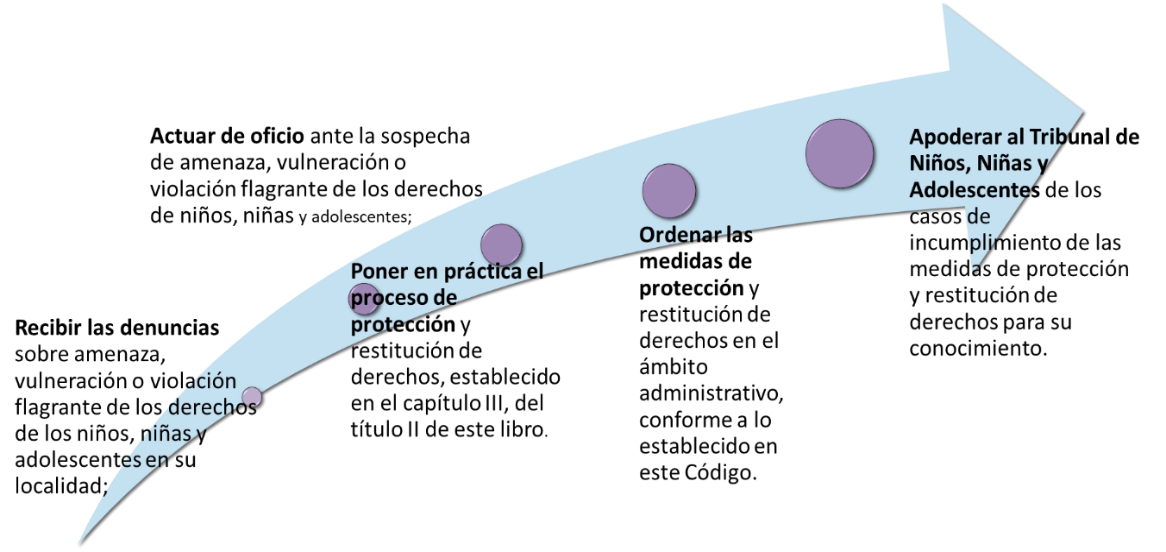 Recibir las denuncias
sobre amenaza,
vulneración o violación
flagrante de los derechos
de los niños, niñas y
adolescentes en su
localidad;
Actuar de oficio ante la sospecha
de amenaza, vulneración o
violación flagrante de los derechos
de niños, niñas y adolescentes;
Poner en práctica el
proceso de
protección y
restitución de
derechos, establecido
en el capítulo III, del
título II de este libro.
Ordenar las
medidas de
protección y
restitución de
derechos en el
ámbito
administrativo,
conforme a lo
establecido en
este Código.
Apoderar al Tribunal de
Niños, Niñas y
Adolescentes de los
casos de
incumplimiento de las
medidas de protección
y restitución de
derechos para su
conocimiento.